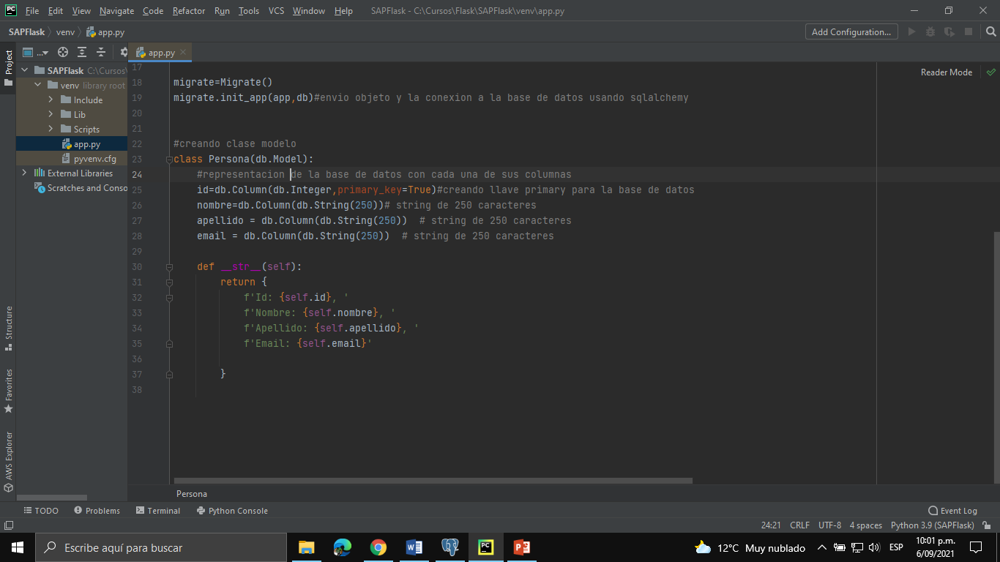 PC File Edit View Navigate Code Refactor Run Tools VCS Window Help SAPFlask - C:\Cursos\Flask\SAPFlask\venv\app.py
SAPFlask venv app.py Add Configuration...
Project
... app.py
SAPFlask C:\Cursos\
venv library root
Include
Lib
Scripts
app.py
pyvenv.cfg
External Libraries
Scratches and Conso
Reader Mode
17
18 migrate=Migrate()
19 migrate.init_app(app,db)#envio objeto y la conexion a la base de datos usando sqlalchemy
20
21
22 #creando clase modelo
23 class Persona(db.Model):
24     #representacion de la base de datos con cada una de sus columnas
25     id=db.Column(db.Integer,primary_key=True)#creando llave primary para la base de datos
26     nombre=db.Column(db.String(250))# string de 250 caracteres
27     apellido = db.Column(db.String(250))  # string de 250 caracteres
28     email = db.Column(db.String(250))  # string de 250 caracteres
29
30     def __str__(self):
31         return {
32             f'Id: {self.id}, '
33             f'Nombre: {self.nombre}, '
34             f'Apellido: {self.apellido}, '
35             f'Email: {self.email}'
36
37         }
38
Structure
Favorites
AWS Explorer
Persona
TODO Problems Terminal Python Console Event Log
24:21 CRLF UTF-8 4 spaces Python 3.9 (SAPFlask)
Escribe aquí para buscar
PC
12°C Muy nublado ESP
10:01 p.m.
6/09/2021